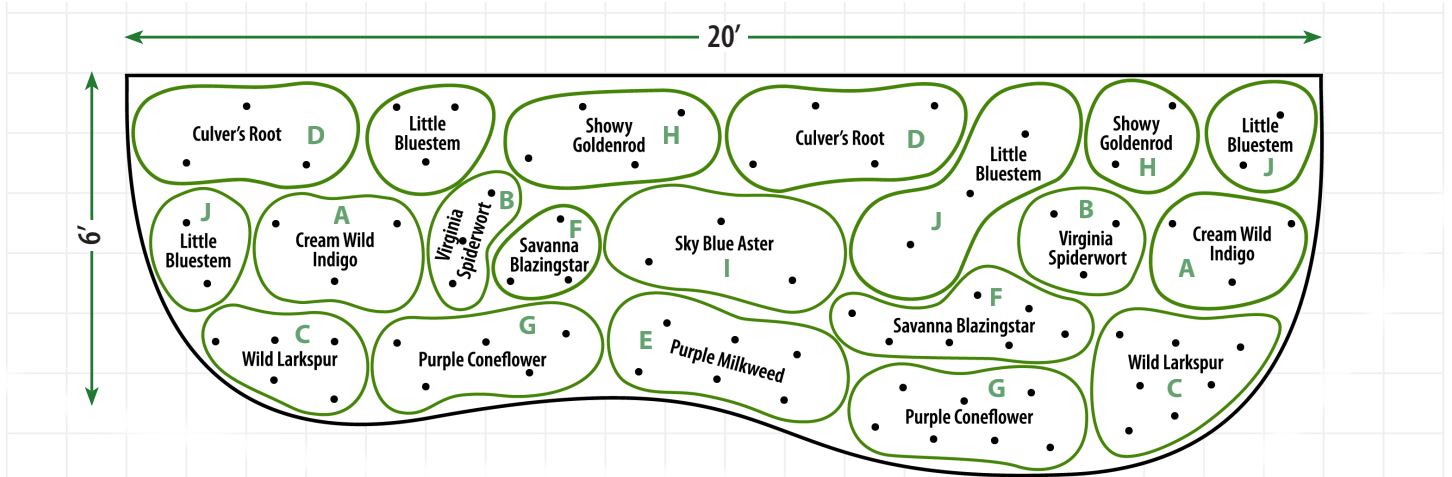 20′
6′
Culver's Root D
Little
Bluestem
Showy
Goldenrod H
Culver's Root D
Little
Bluestem
J
Showy
Goldenrod
H
Little
Bluestem
J
J
Little
Bluestem
A
Cream Wild
Indigo
B
Virginia
Spiderwort
F
Savanna
Blazingstar
Sky Blue Aster
I
B
Virginia
Spiderwort
Cream Wild
Indigo
A
C
Wild Larkspur
G
Purple Coneflower
E
Purple Milkweed
F
Savanna Blazingstar
G
Purple Coneflower
Wild Larkspur
C